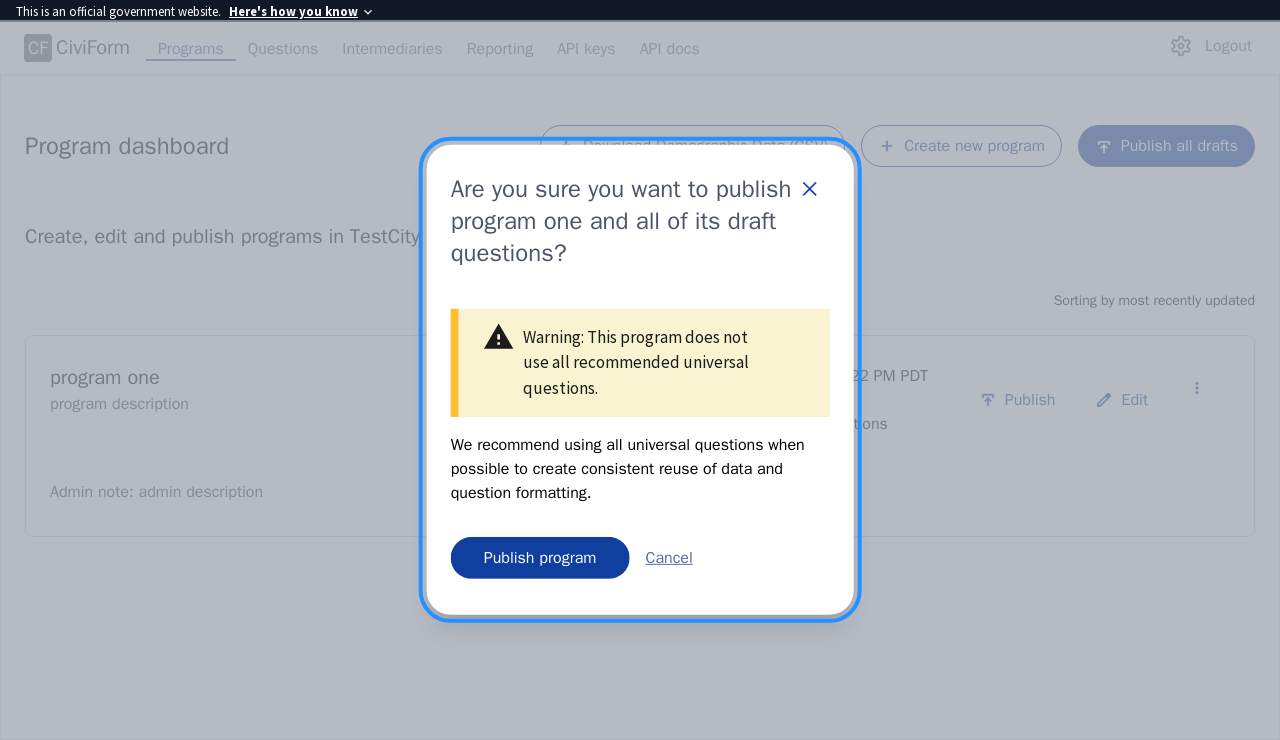 This is an official government website. Here's how you know
CF CiviForm Programs Questions Intermediaries Reporting API keys API docs Logout
Program dashboard
Download Demographic Data (CSV)
Create new program
Publish all drafts
Create, edit and publish programs in TestCity
Sorting by most recently updated
program one
program description
Admin note: admin description
22 PM PDT
Publish
Edit
Are you sure you want to publish
program one and all of its draft
questions?
Warning: This program does not
use all recommended universal
questions.
We recommend using all universal questions when
possible to create consistent reuse of data and
question formatting.
Publish program
Cancel